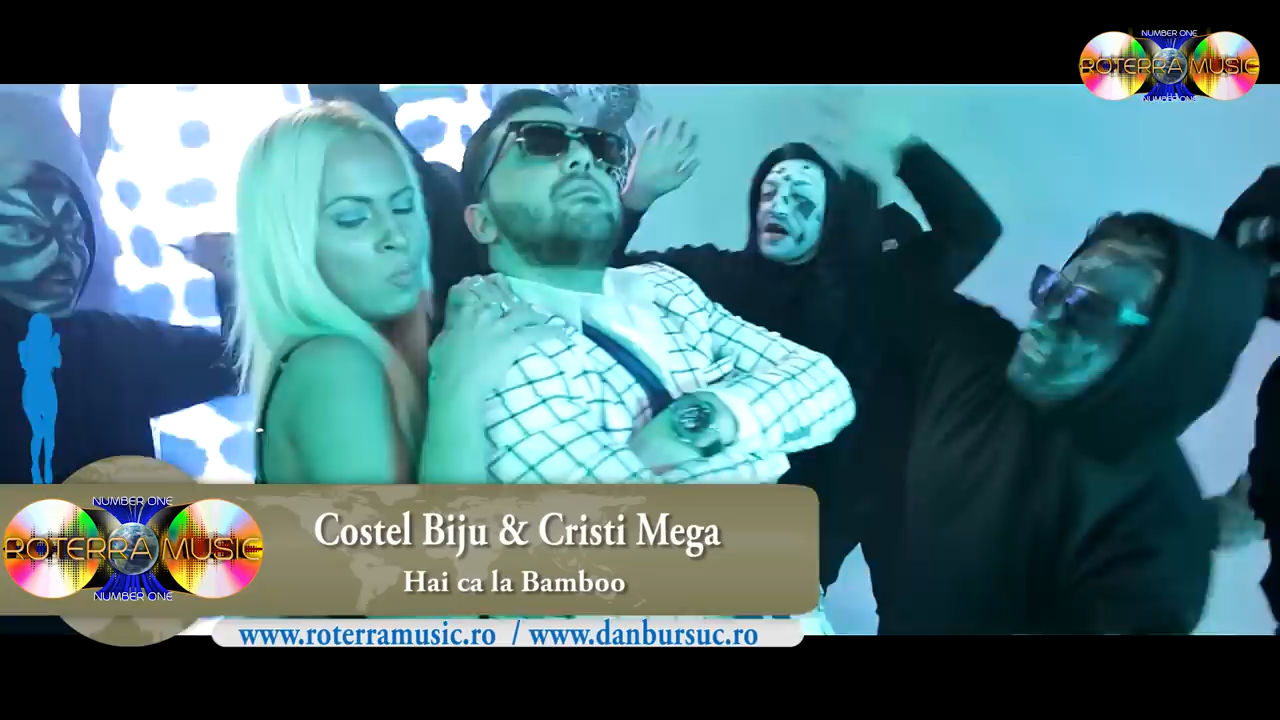 NUMBER ONE
ROTERRA MUSIC
NUMBER ONE
NUMBER ONE
ROTERRA MUSIC
NUMBER ONE
Costel Biju & Cristi Mega
Hai ca la Bamboo
www.roterramusic.ro / www.danbursuc.ro